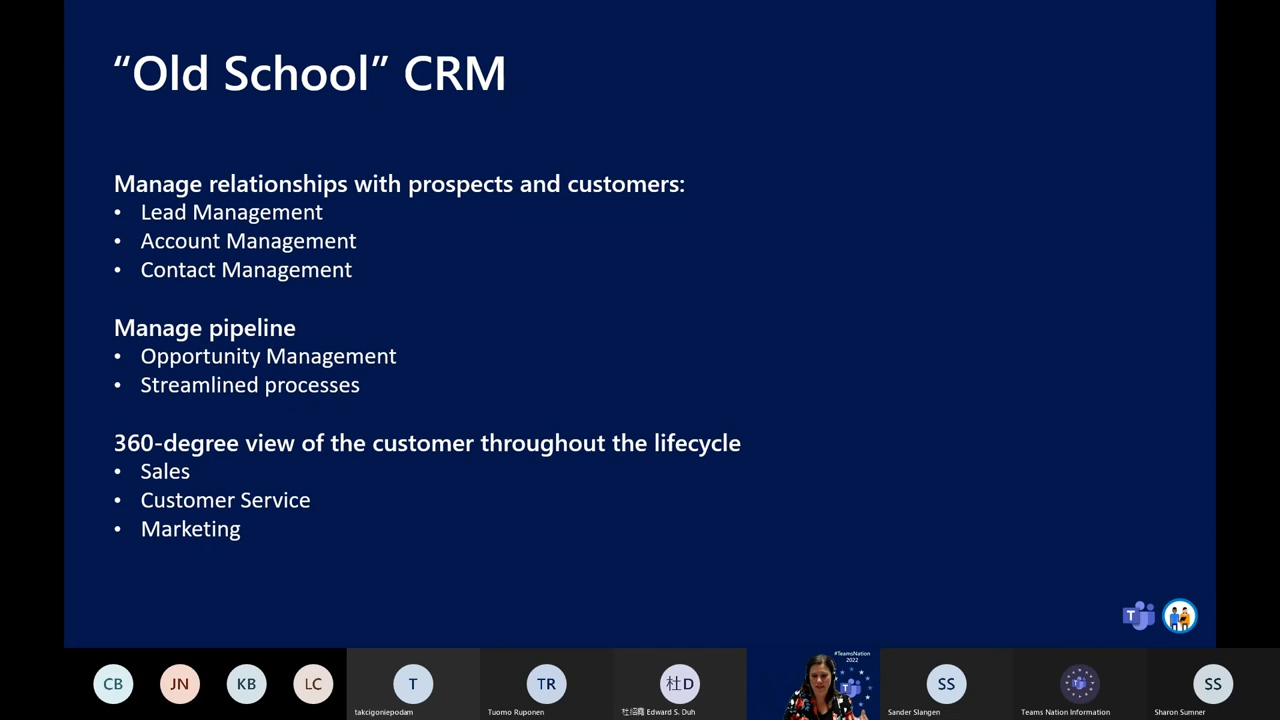 “Old School” CRM
Manage relationships with prospects and customers:
• Lead Management
• Account Management
• Contact Management
Manage pipeline
• Opportunity Management
• Streamlined processes
360-degree view of the customer throughout the lifecycle
• Sales
• Customer Service
• Marketing
T
#TeamsNation
2022
CB
JN
KB
LC
T
TR
杜D
SS
T
SS
takcigoniepodam
Tuomo Ruponen
Edward S. Duh
Sander Slangen
Teams Nation Information
Sharon Sumner